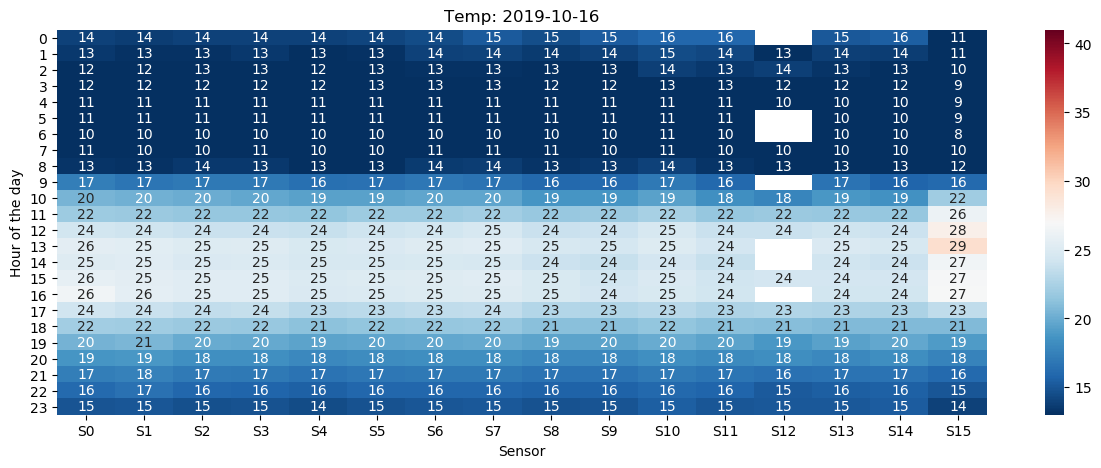 Temp: 2019-10-16
0 14 14 14 14 14 14 14 15 15 15 16 16 15 16 11
1 13 13 13 13 13 13 14 14 14 14 15 14 13 14 14 11
2 12 12 13 13 12 13 13 13 13 13 14 13 14 13 13 10
3 12 12 12 12 12 12 13 13 12 12 13 13 12 12 12 9
4 11 11 11 11 11 11 11 11 11 11 11 11 10 10 10 9
5 11 11 11 11 11 11 11 11 11 11 11 11 10 10 9
6 10 10 10 10 10 10 10 10 10 10 11 10 10 10 8
7 11 10 10 11 10 10 11 11 11 10 11 10 10 10 10 10
8 13 13 14 13 13 13 14 14 13 13 14 13 13 13 13 12
9 17 17 17 17 16 17 17 17 16 16 17 16 17 16 16
10 20 20 20 20 19 19 20 20 19 19 19 18 18 19 19 22
11 22 22 22 22 22 22 22 22 22 22 22 22 22 22 22 26
12 24 24 24 24 24 24 24 25 24 24 25 24 24 24 24 28
13 26 25 25 25 25 25 25 25 25 25 25 24 25 25 29
14 25 25 25 25 25 25 25 25 24 24 24 24 24 24 27
15 26 25 25 25 25 25 25 25 25 24 25 24 24 24 24 27
16 26 26 25 25 25 25 25 25 25 24 25 24 24 24 27
17 24 24 24 24 23 23 23 24 23 23 23 23 23 23 23 23
18 22 22 22 22 21 22 22 22 21 21 22 21 21 21 21 21
19 20 21 20 20 19 20 20 20 19 20 20 20 19 19 20 19
20 19 19 18 18 18 18 18 18 18 18 18 18 18 18 18 18
21 17 18 17 17 17 17 17 17 17 17 17 17 16 17 17 16
22 16 17 16 16 16 16 16 16 16 16 16 16 15 16 16 15
23 15 15 15 15 14 15 15 15 15 15 15 15 15 15 15 14
S0 S1 S2 S3 S4 S5 S6 S7 S8 S9 S10 S11 S12 S13 S14 S15
Sensor
Hour of the day
40
35
30
25
20
15